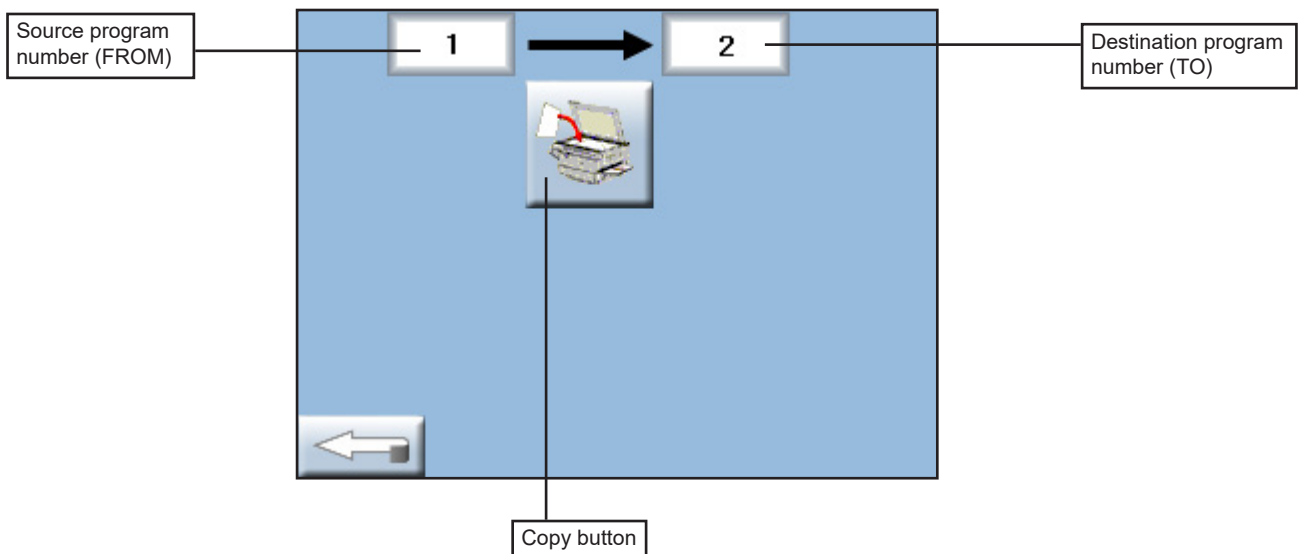 Source program
number (FROM)
1
2
Destination program
number (TO)
Copy button